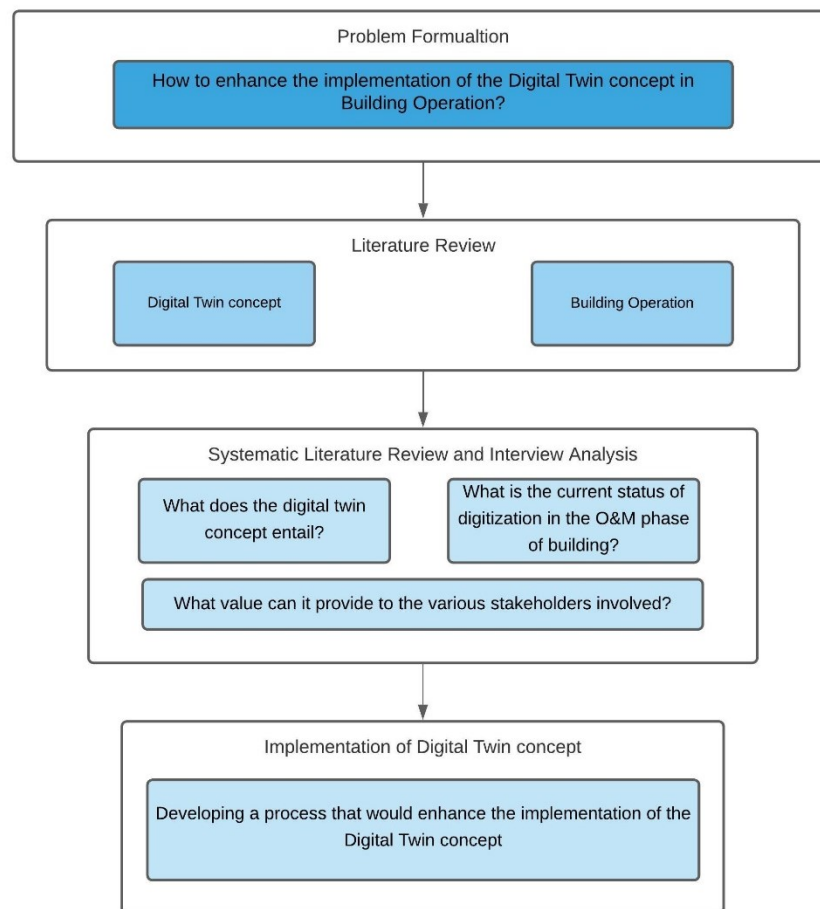 Problem Formualtion
How to enhance the implementation of the Digital Twin concept in
Building Operation?
Literature Review
Digital Twin concept
Building Operation
Systematic Literature Review and Interview Analysis
What does the digital twin
concept entail?
What is the current status of
digitization in the O&M phase
of building?
What value can it provide to the various stakeholders involved?
Implementation of Digital Twin concept
Developing a process that would enhance the implementation of the
Digital Twin concept